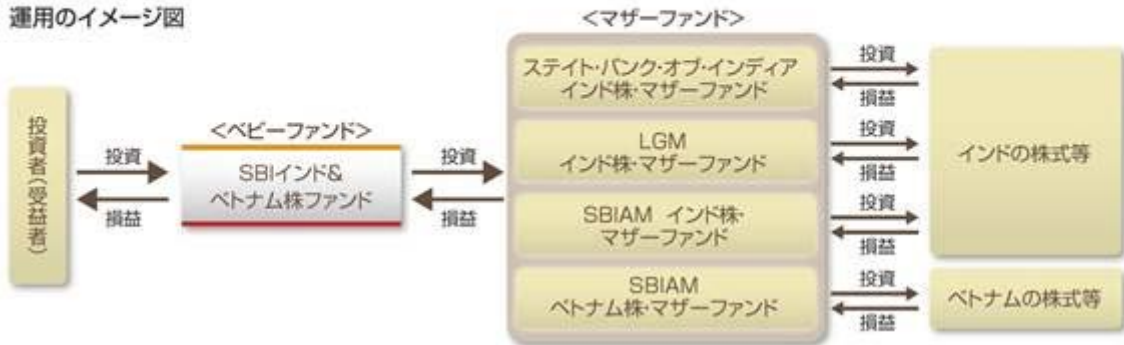 運用のイメージ図
<マザーファンド>
投資者(受益者)
投資
損益
<ベビーファンド>
SBIインド&
ベトナム株ファンド
投資
損益
ステイト・バンク・オブ・インディア
インド株・マザーファンド
LGM
インド株・マザーファンド
SBIAM インド株・
マザーファンド
SBIAM
ベトナム株・マザーファンド
投資
損益
投資
損益
投資
損益
投資
損益
インドの株式等
ベトナムの株式等